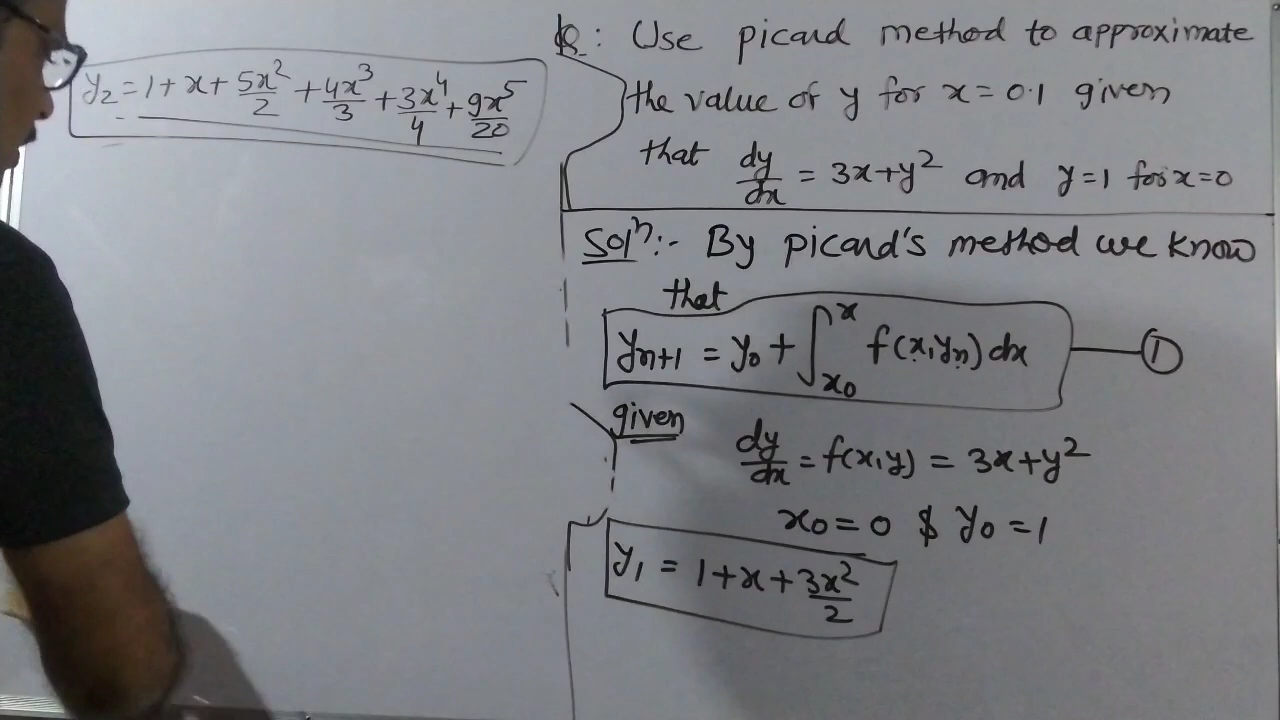 Q: Use picard method to approximate
the value of y for x=0.1 given
that dy/dx = 3x+y² and y=1 for x=0
Solⁿ:- By picard's method we know
that
yn+1 = y₀ + ∫x₀^x f(x,yn) dx — ①
given
dy/dx = f(x,y) = 3x+y²
x₀=0 & y₀=1
y₁ = 1+x+3x²/2
y₂ = 1+x+5x²/2+4x³/3+3x⁴/4+9x⁵/20